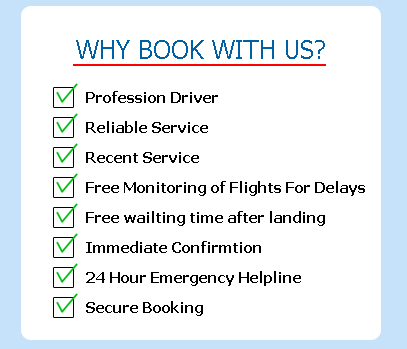 WHY BOOK WITH US?
Profession Driver
Reliable Service
Recent Service
Free Monitoring of Flights For Delays
Free wailting time after landing
Immediate Confirmtion
24 Hour Emergency Helpline
Secure Booking